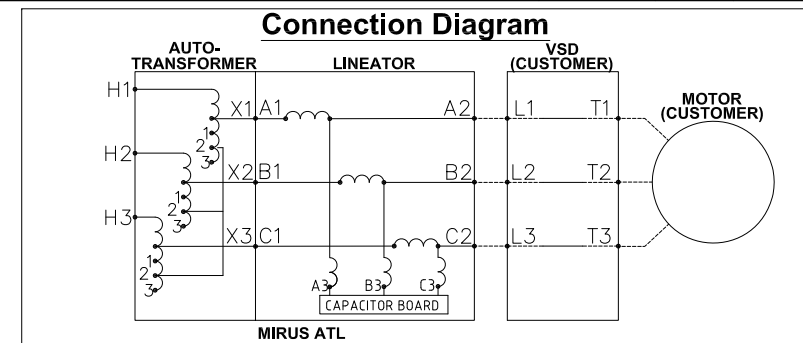 Connection Diagram
AUTO-
TRANSFORMER
LINEATOR
VSD
(CUSTOMER)
MOTOR
(CUSTOMER)
H1
X1 A1
A2
L1
T1
1
2
3
H2
X2 B1
B2
L2
T2
1
2
3
H3
X3 C1
C2
L3
T3
1
2
3
A3 B3 C3
CAPACITOR BOARD
MIRUS ATL